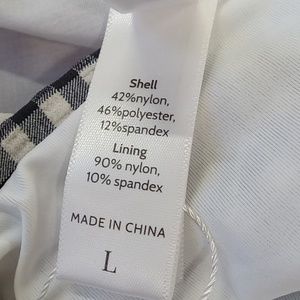 Shell
42%nylon,
46%polyester,
12%spandex
Lining
90% nylon,
10% spandex
MADE IN CHINA
L